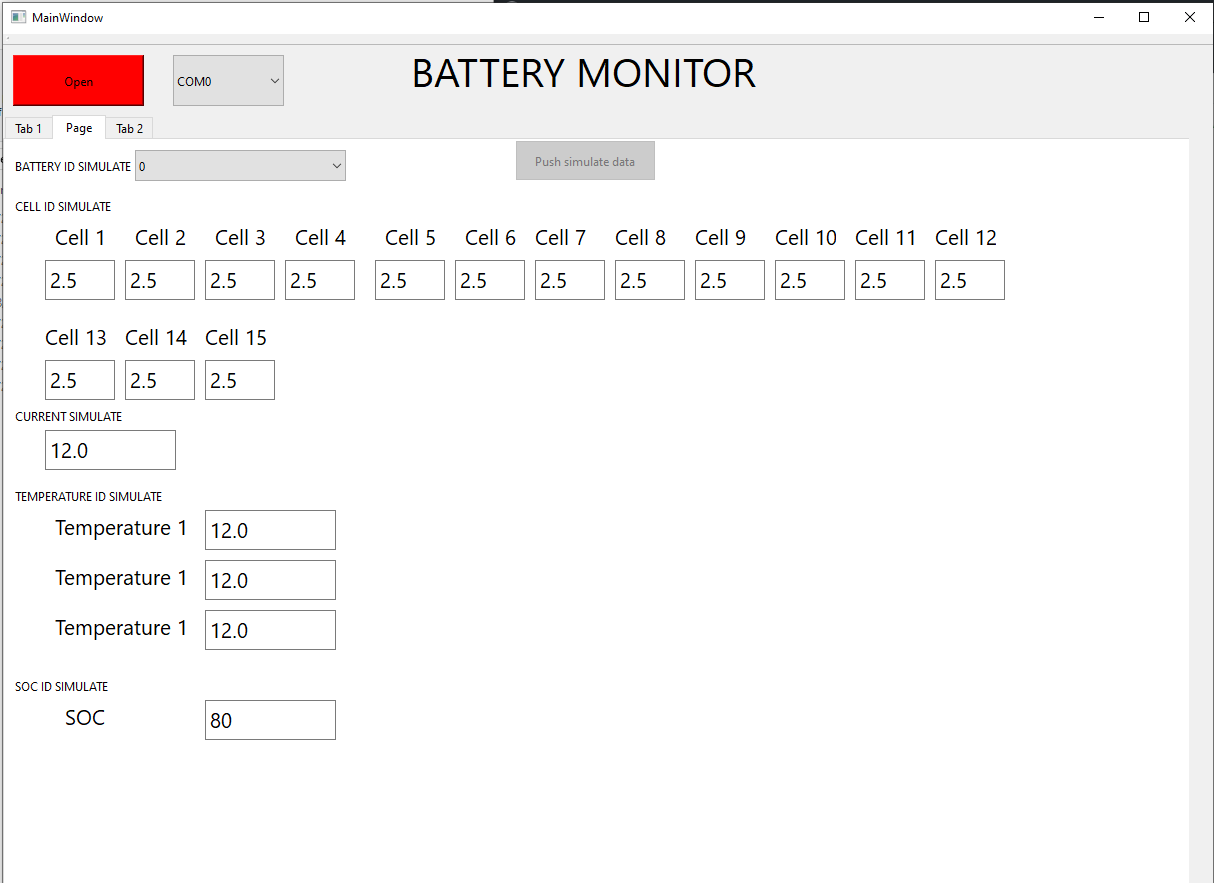 MainWindow
Open COM0 BATTERY MONITOR
Tab 1 Page Tab 2
BATTERY ID SIMULATE 0 Push simulate data
CELL ID SIMULATE
Cell 1 Cell 2 Cell 3 Cell 4 Cell 5 Cell 6 Cell 7 Cell 8 Cell 9 Cell 10 Cell 11 Cell 12
2.5 2.5 2.5 2.5 2.5 2.5 2.5 2.5 2.5 2.5 2.5 2.5
Cell 13 Cell 14 Cell 15
2.5 2.5 2.5
CURRENT SIMULATE
12.0
TEMPERATURE ID SIMULATE
Temperature 1 12.0
Temperature 1 12.0
Temperature 1 12.0
SOC ID SIMULATE
SOC 80